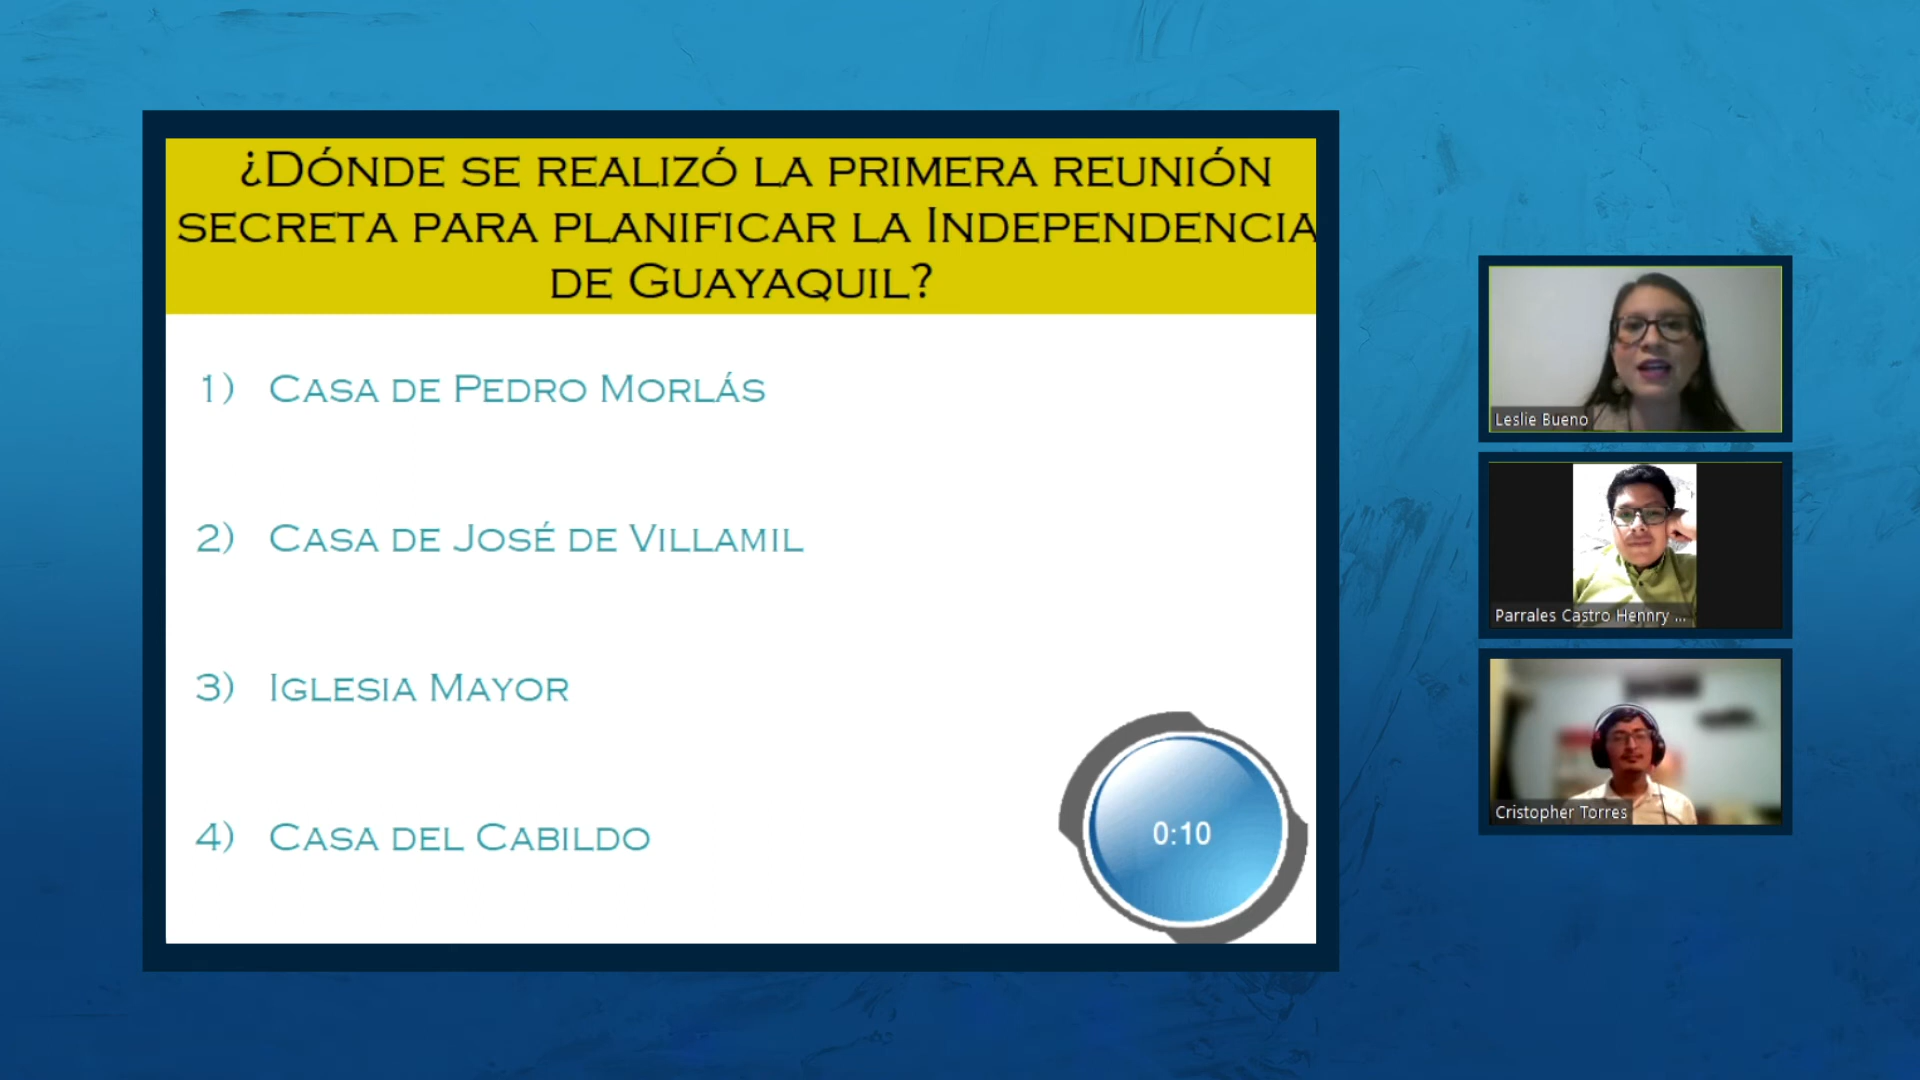 ¿Dónde se realizó la primera reunión
secreta para planificar la Independencia
de Guayaquil?
1) Casa de Pedro Morlás
2) Casa de José de Villamil
3) Iglesia Mayor
4) Casa del Cabildo
0:10
Leslie Bueno
Parrales Castro Hennry ...
Cristopher Torres